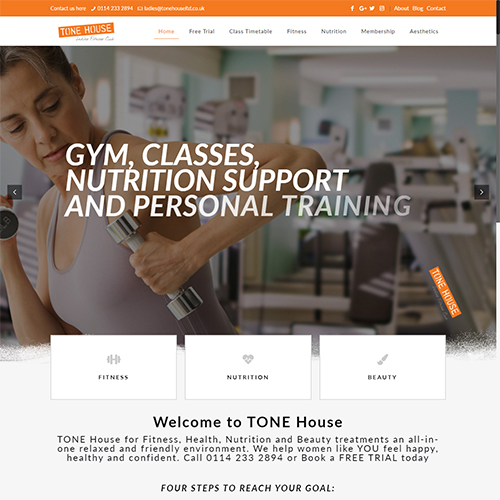 Contact us here: 0114 233 2894 ladies@tonehouseltd.co.uk About Blog Contact
TONE HOUSE
Home Free Trial Class Timetable Fitness Nutrition Membership Aesthetics
GYM, CLASSES,
NUTRITION SUPPORT
AND PERSONAL TRAINING
TONE HOUSE
FITNESS NUTRITION BEAUTY
Welcome to TONE House
TONE House for Fitness, Health, Nutrition and Beauty treatments an all-in-
one relaxed and friendly environment. We help women like YOU feel happy,
healthy and confident. Call 0114 233 2894 or Book a FREE TRIAL today
FOUR STEPS TO REACH YOUR GOAL: